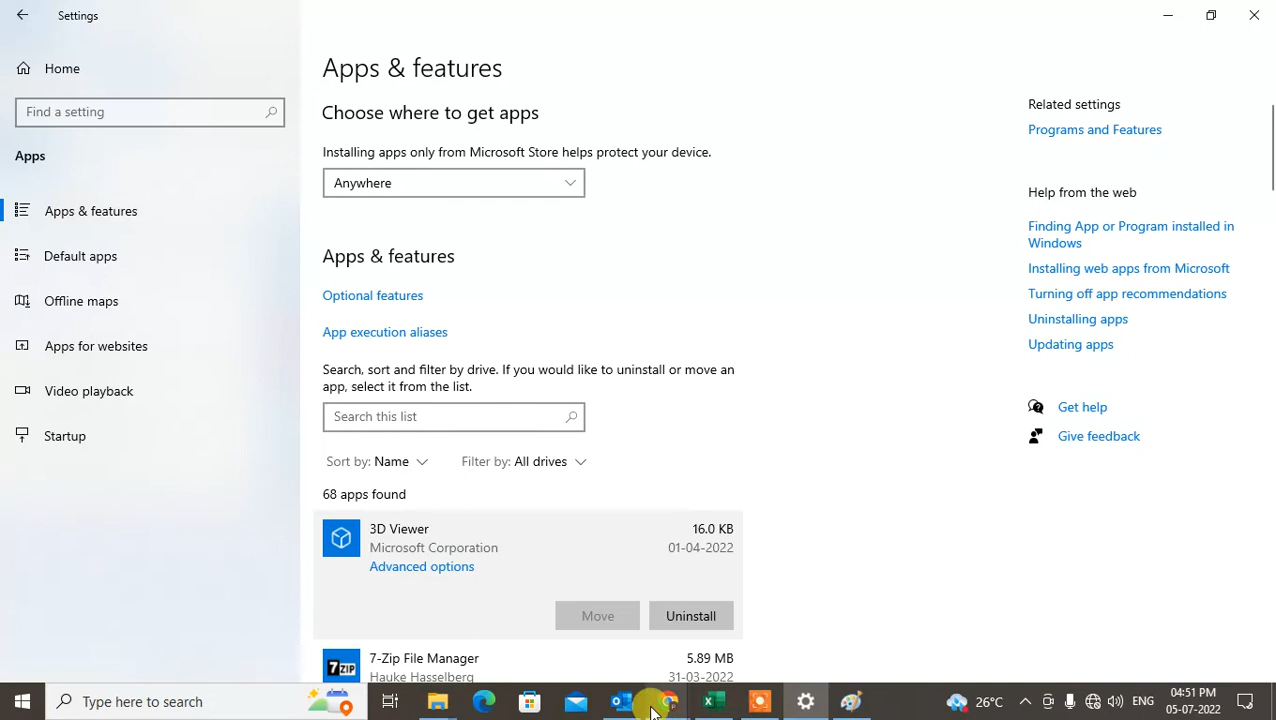 Settings
Home
Find a setting
Apps
Apps & features
Default apps
Offline maps
Apps for websites
Video playback
Startup
Apps & features
Choose where to get apps
Installing apps only from Microsoft Store helps protect your device.
Anywhere
Apps & features
Optional features
App execution aliases
Search, sort and filter by drive. If you would like to uninstall or move an
app, select it from the list.
Search this list
Sort by: Name
Filter by: All drives
68 apps found
3D Viewer
16.0 KB
Microsoft Corporation
01-04-2022
Advanced options
Move
Uninstall
7-Zip File Manager
5.89 MB
Hauke Hasselberg
31-03-2022
7ZIP
Related settings
Programs and Features
Help from the web
Finding App or Program installed in
Windows
Installing web apps from Microsoft
Turning off app recommendations
Uninstalling apps
Updating apps
Get help
Give feedback
Type here to search
26°C
04:51 PM
05-07-2022